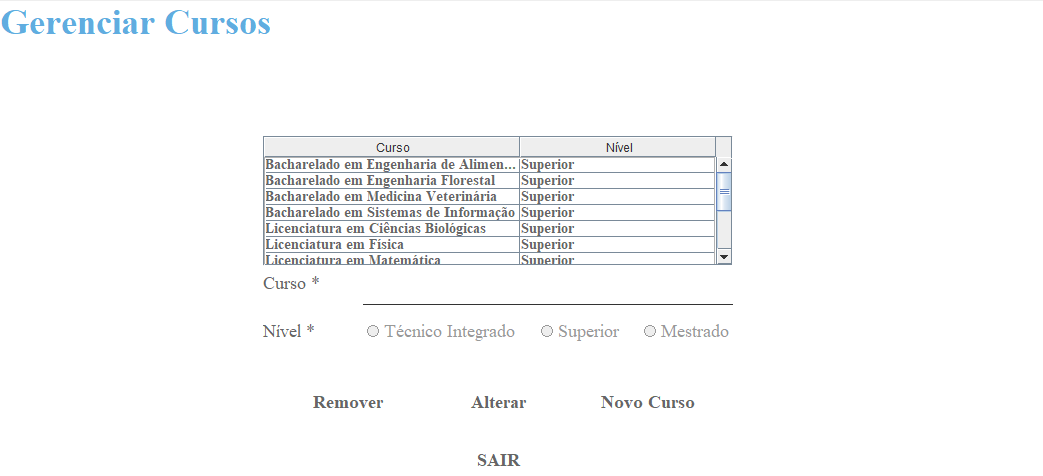 Gerenciar Cursos
Curso Nível
Bacharelado em Engenharia de Alimen... Superior
Bacharelado em Engenharia Florestal Superior
Bacharelado em Medicina Veterinária Superior
Bacharelado em Sistemas de Informação Superior
Licenciatura em Ciências Biológicas Superior
Licenciatura em Física Superior
Licenciatura em Matemática Superior
Curso *
Nível * Técnico Integrado Superior Mestrado
Remover Alterar Novo Curso
SAIR